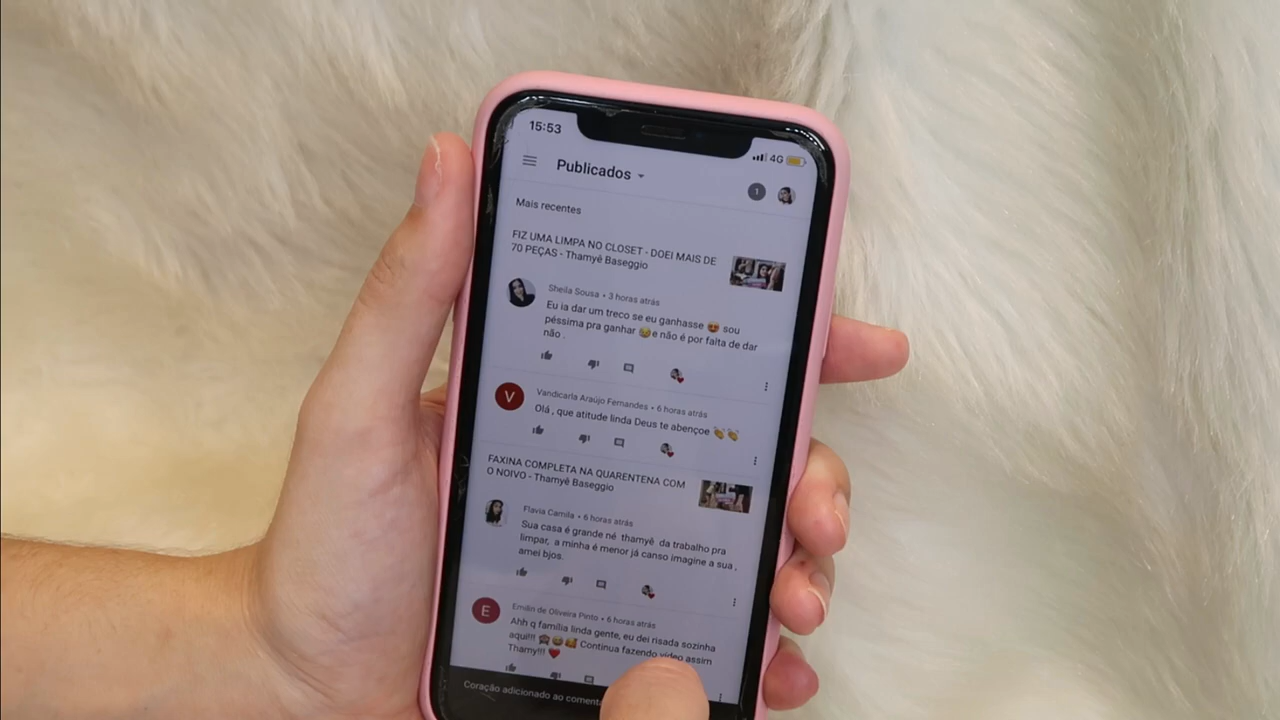 15:53
4G
Publicados
1
Mais recentes
FIZ UMA LIMPA NO CLOSET - DOEI MAIS DE
70 PEÇAS - Thamyê Baseggio
Sheila Sousa • 3 horas atrás
Eu ia dar um treco se eu ganhasse 😍 sou
péssima pra ganhar 😂 e não é por falta de dar
não .
V
Vandicarla Araújo Fernandes • 6 horas atrás
Olá , que atitude linda Deus te abençoe 👏👏
FAXINA COMPLETA NA QUARENTENA COM
O NOIVO - Thamyê Baseggio
Flavia Camila • 6 horas atrás
Sua casa é grande né thamyê da trabalho pra
limpar, a minha é menor já canso imagine a sua ,
amei bjos.
E
Emilin de Oliveira Pinto • 6 horas atrás
Ahh q família linda gente, eu dei risada sozinha
aqui!!! 🙈😂🥰 Continua fazendo vídeo assim
Thamy!!! ❤️
Coração adicionado ao